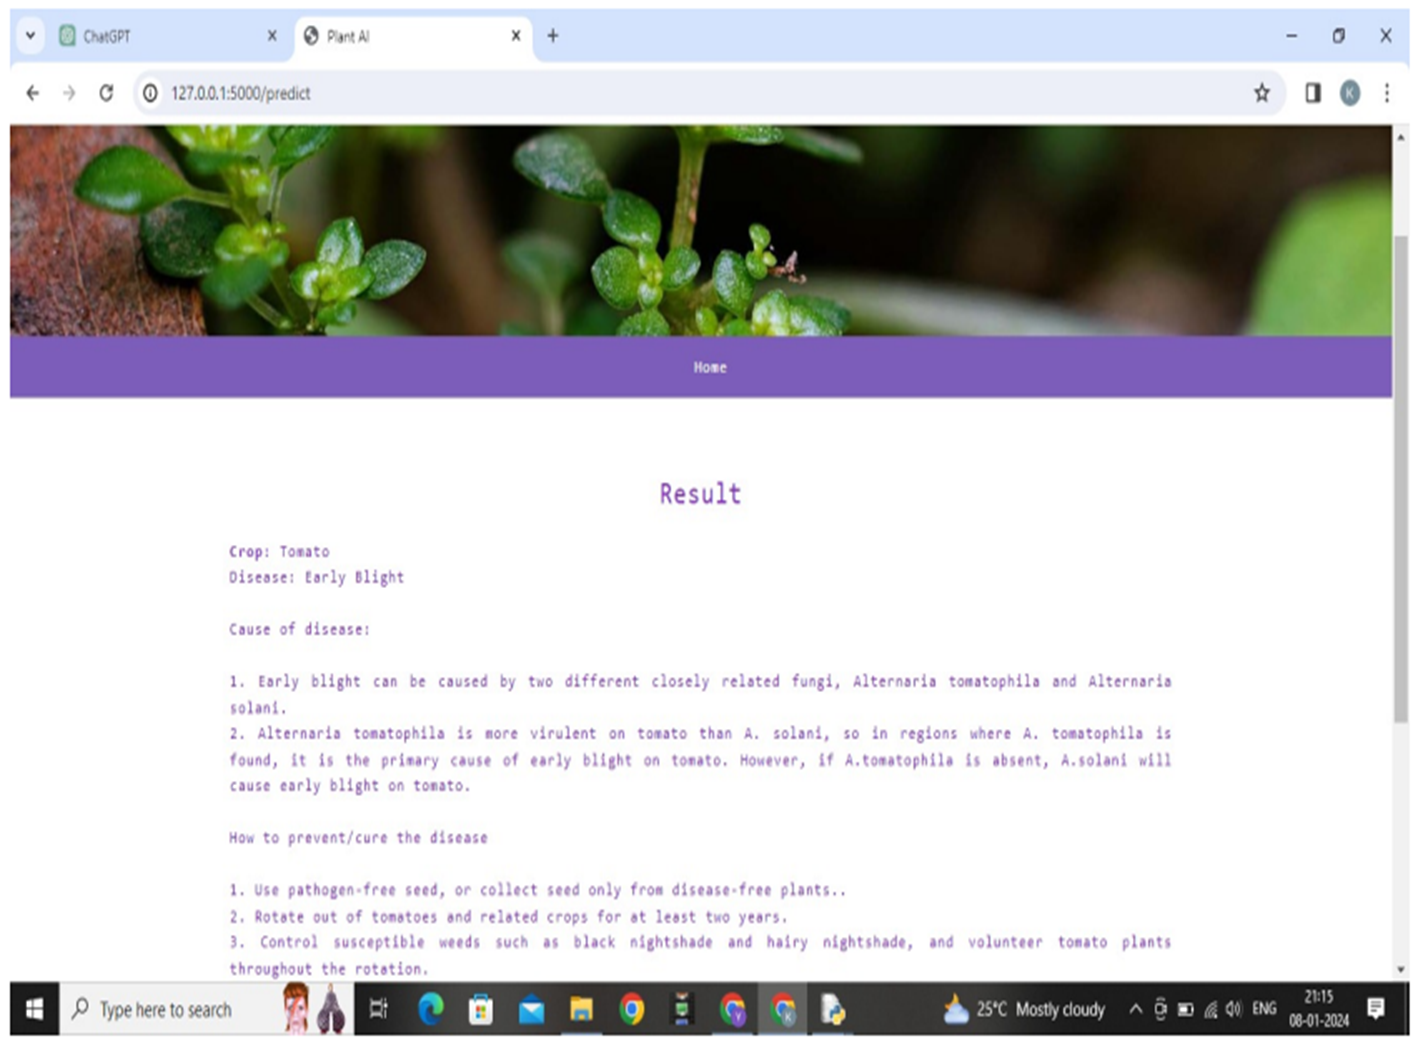 ChatGPT
Plant AI
127.0.0.1:5000/predict
K
Home
Result
Crop: Tomato
Disease: Early Blight
Cause of disease:
1. Early blight can be caused by two different closely related fungi, Alternaria tomatophila and Alternaria
solani.
2. Alternaria tomatophila is more virulent on tomato than A. solani, so in regions where A. tomatophila is
found, it is the primary cause of early blight on tomato. However, if A.tomatophila is absent, A.solani will
cause early blight on tomato.
How to prevent/cure the disease
1. Use pathogen-free seed, or collect seed only from disease-free plants..
2. Rotate out of tomatoes and related crops for at least two years.
3. Control susceptible weeds such as black nightshade and hairy nightshade, and volunteer tomato plants
throughout the rotation.
Type here to search
Y
K
25°C Mostly cloudy
ENG
21:15
08-01-2024